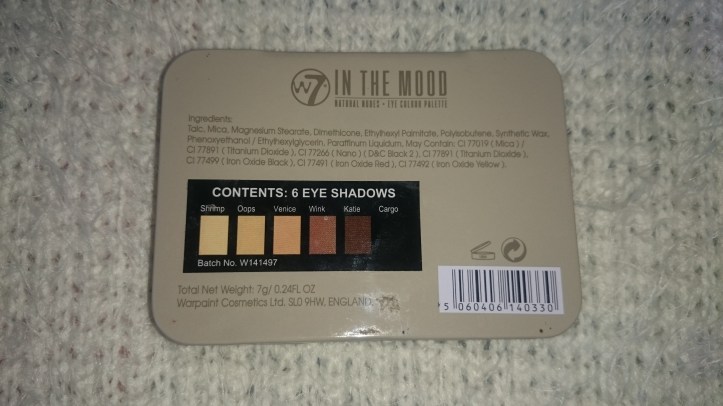 W7 IN THE MOOD
NATURAL NUDES • EYE COLOUR PALETTE
Ingredients:
Talc, Mica, Magnesium Stearate, Dimethicone, Ethylhexyl Palmitate, Polyisobutene, Synthetic Wax,
Phenoxyethanol / Ethylhexylglycerin, Paraffinum Liquidum, May Contain: CI 77019 ( Mica ) /
CI 77891 ( Titanium Dioxide ), CI 77266 ( Nano ) ( D&C Black 2 ), CI 77891 ( Titanium Dioxide ),
CI 77499 ( Iron Oxide Black ), CI 77491 ( Iron Oxide Red ), CI 77492 ( Iron Oxide Yellow ).
CONTENTS: 6 EYE SHADOWS
Shrimp Oops Venice Wink Katie Cargo
Batch No. W141497
Total Net Weight: 7g / 0.24FL OZ
Warpaint Cosmetics Ltd. SL0 9HW, ENGLAND
5 060406 140330